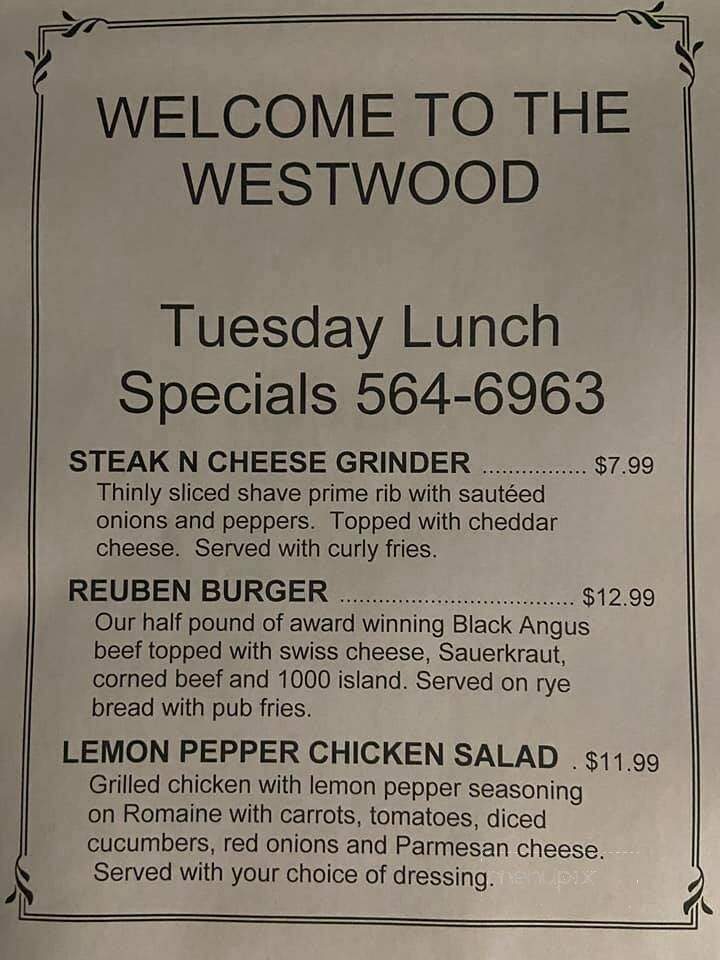 WELCOME TO THE
WESTWOOD
Tuesday Lunch
Specials 564-6963
STEAK N CHEESE GRINDER ................ $7.99
Thinly sliced shave prime rib with sautéed
onions and peppers. Topped with cheddar
cheese. Served with curly fries.
REUBEN BURGER .................................... $12.99
Our half pound of award winning Black Angus
beef topped with swiss cheese, Sauerkraut,
corned beef and 1000 island. Served on rye
bread with pub fries.
LEMON PEPPER CHICKEN SALAD . $11.99
Grilled chicken with lemon pepper seasoning
on Romaine with carrots, tomatoes, diced
cucumbers, red onions and Parmesan cheese.
Served with your choice of dressing.
menupix